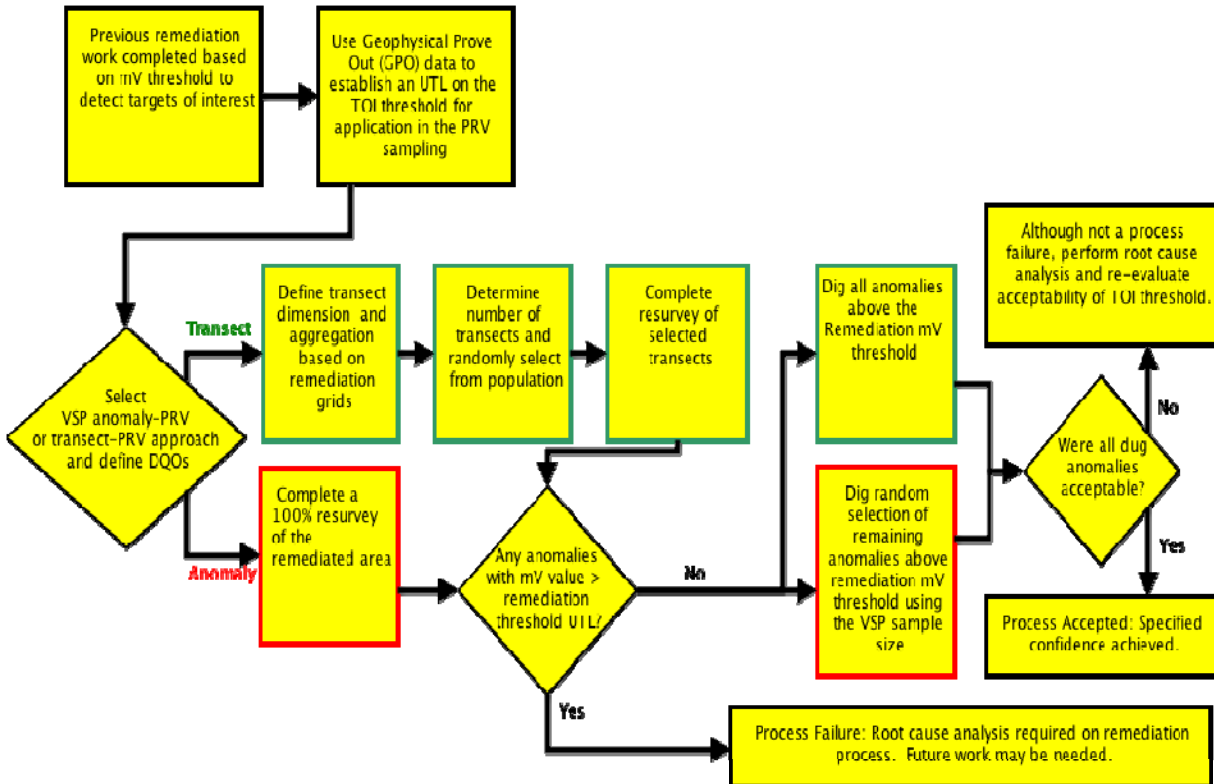 Previous remediation
work completed based
on mV threshold to
detect targets of interest
Use Geophysical Prove
Out (GPO) data to
establish an UTL on the
TOI threshold for
application in the PRV
sampling
Select
VSP anomaly-PRV
or transect-PRV approach
and define DQOs
Transect
Define transect
dimension and
aggregation
based on
remediation
grids
Determine
number of
transects and
randomly select
from population
Complete
resurvey of
selected
transects
Anomaly
Complete a
100% resurvey
of the
remediated area
Any anomalies
with mV value >
remediation
threshold UTL?
No
Yes
Dig all anomalies
above the
Remediation mV
threshold
Dig random
selection of
remaining
anomalies above
remediation mV
threshold using
the VSP sample
size
Were all dug
anomalies
acceptable?
No
Yes
Although not a process
failure, perform root cause
analysis and re-evaluate
acceptability of TOI threshold.
Process Accepted: Specified
confidence achieved.
Process Failure: Root cause analysis required on remediation
process. Future work may be needed.